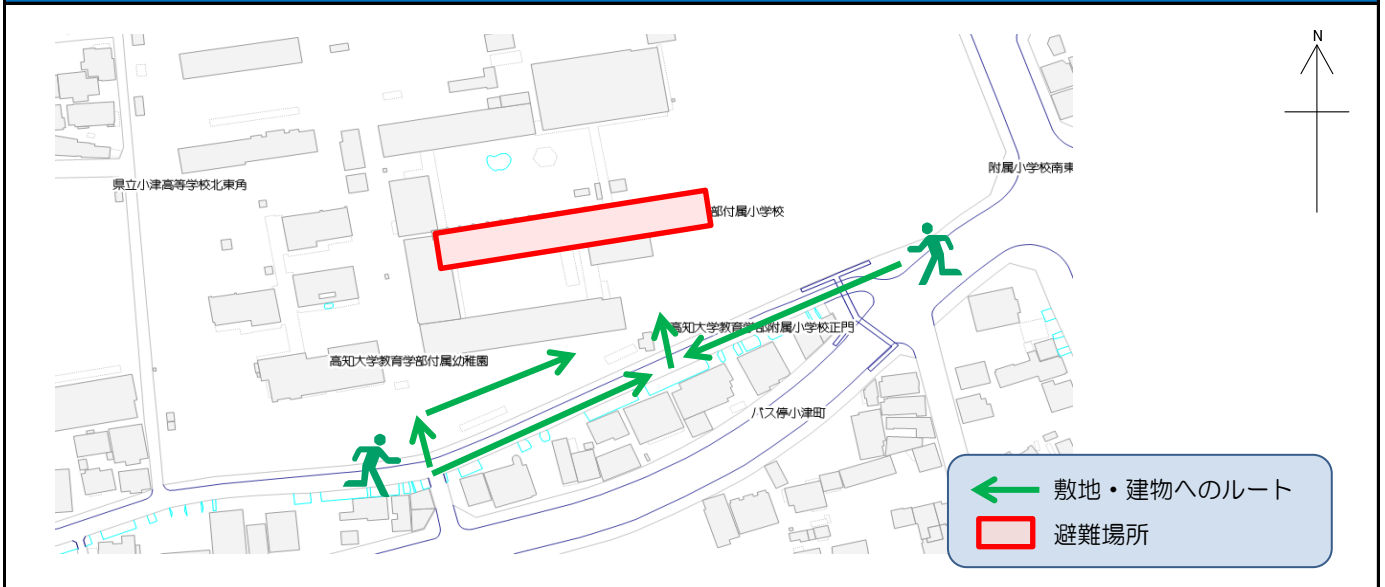 N
附属小学校南東
県立小津高等学校北東角
部付属小学校
高知大学教育学部附属小学校正門
高知大学教育学部付属幼稚園
バス停小津町
敷地・建物へのルート
避難場所